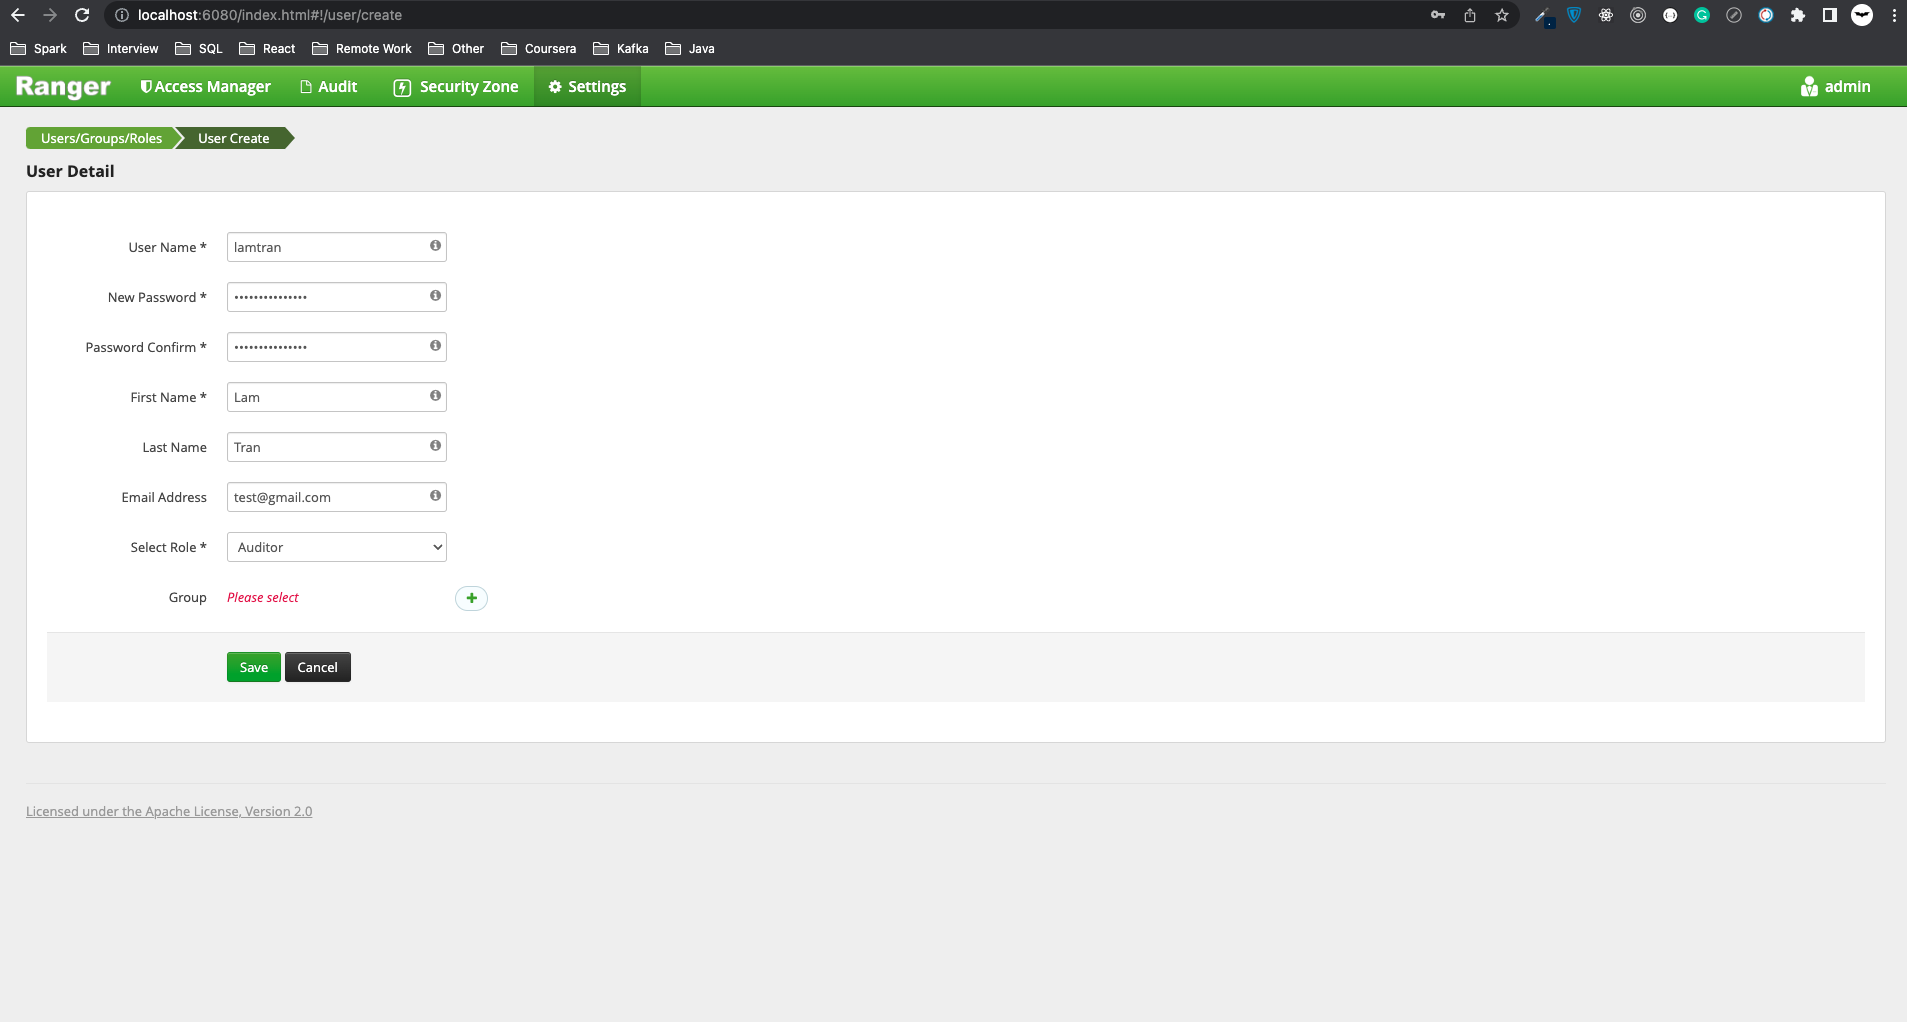 localhost:6080/index.html#!/user/create
Spark Interview SQL React Remote Work Other Coursera Kafka Java
Ranger Access Manager Audit Security Zone Settings admin
Users/Groups/Roles User Create
User Detail
User Name * lamtran
New Password * •••••••••••••••
Password Confirm * •••••••••••••••
First Name * Lam
Last Name Tran
Email Address test@gmail.com
Select Role * Auditor
Group Please select
Save Cancel
Licensed under the Apache License, Version 2.0